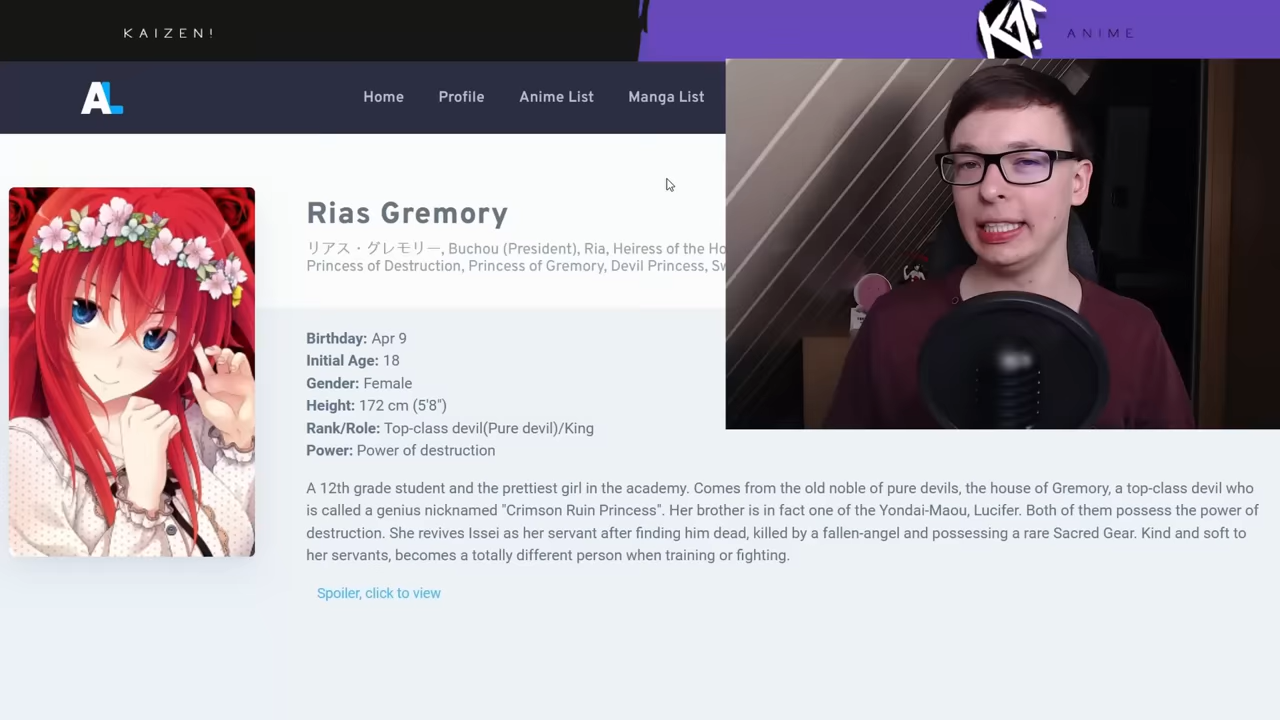 KAIZEN!
KA!
ANIME
AL
Home Profile Anime List Manga List
Rias Gremory
リアス・グレモリー, Buchou (President), Ria, Heiress of the Ho
Princess of Destruction, Princess of Gremory, Devil Princess, Sw
Birthday: Apr 9
Initial Age: 18
Gender: Female
Height: 172 cm (5'8")
Rank/Role: Top-class devil(Pure devil)/King
Power: Power of destruction
A 12th grade student and the prettiest girl in the academy. Comes from the old noble of pure devils, the house of Gremory, a top-class devil who
is called a genius nicknamed "Crimson Ruin Princess". Her brother is in fact one of the Yondai-Maou, Lucifer. Both of them possess the power of
destruction. She revives Issei as her servant after finding him dead, killed by a fallen-angel and possessing a rare Sacred Gear. Kind and soft to
her servants, becomes a totally different person when training or fighting.
Spoiler, click to view